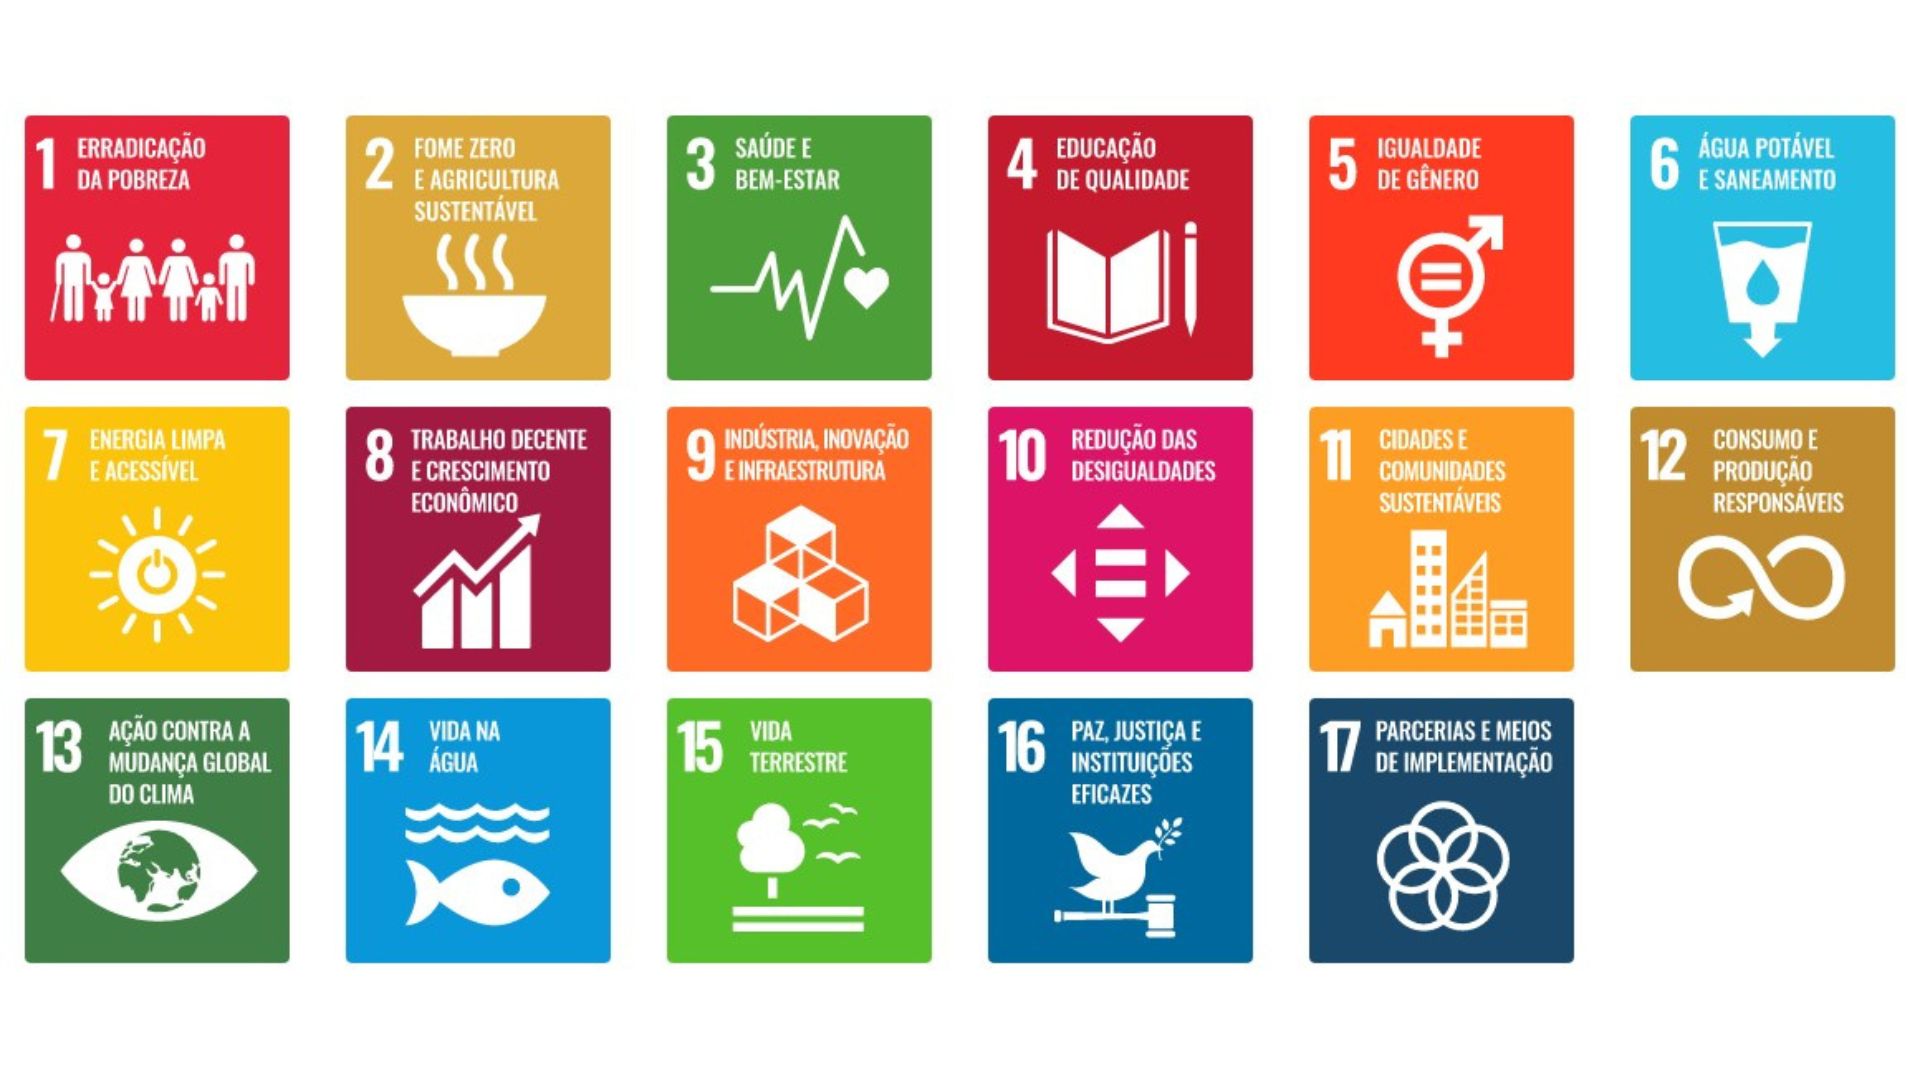 1 ERRADICAÇÃO
DA POBREZA
2 FOME ZERO
E AGRICULTURA
SUSTENTÁVEL
3 SAÚDE E
BEM-ESTAR
4 EDUCAÇÃO
DE QUALIDADE
5 IGUALDADE
DE GÊNERO
6 ÁGUA POTÁVEL
E SANEAMENTO
7 ENERGIA LIMPA
E ACESSÍVEL
8 TRABALHO DECENTE
E CRESCIMENTO
ECONÔMICO
9 INDÚSTRIA, INOVAÇÃO
E INFRAESTRUTURA
10 REDUÇÃO DAS
DESIGUALDADES
11 CIDADES E
COMUNIDADES
SUSTENTÁVEIS
12 CONSUMO E
PRODUÇÃO
RESPONSÁVEIS
13 AÇÃO CONTRA A
MUDANÇA GLOBAL
DO CLIMA
14 VIDA NA
ÁGUA
15 VIDA
TERRESTRE
16 PAZ, JUSTIÇA E
INSTITUIÇÕES
EFICAZES
17 PARCERIAS E MEIOS
DE IMPLEMENTAÇÃO